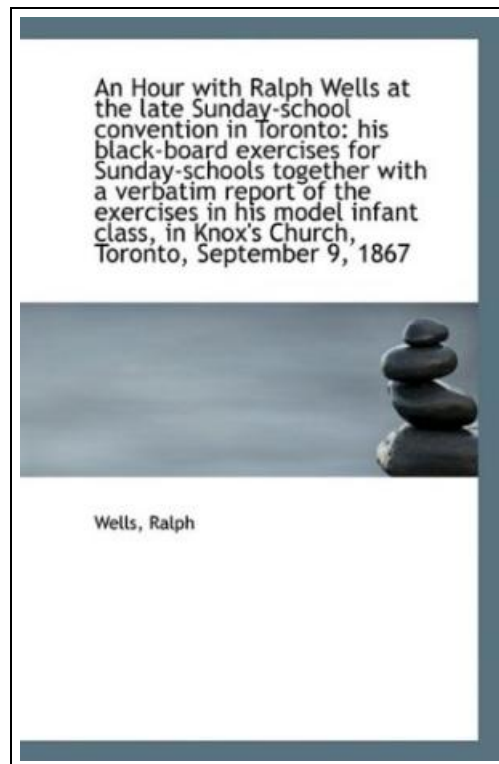 An Hour with Ralph Wells at
the late Sunday-school
convention in Toronto: his
black-board exercises for
Sunday-schools together with
a verbatim report of the
exercises in his model infant
class, in Knox's Church,
Toronto, September 9, 1867
Wells, Ralph